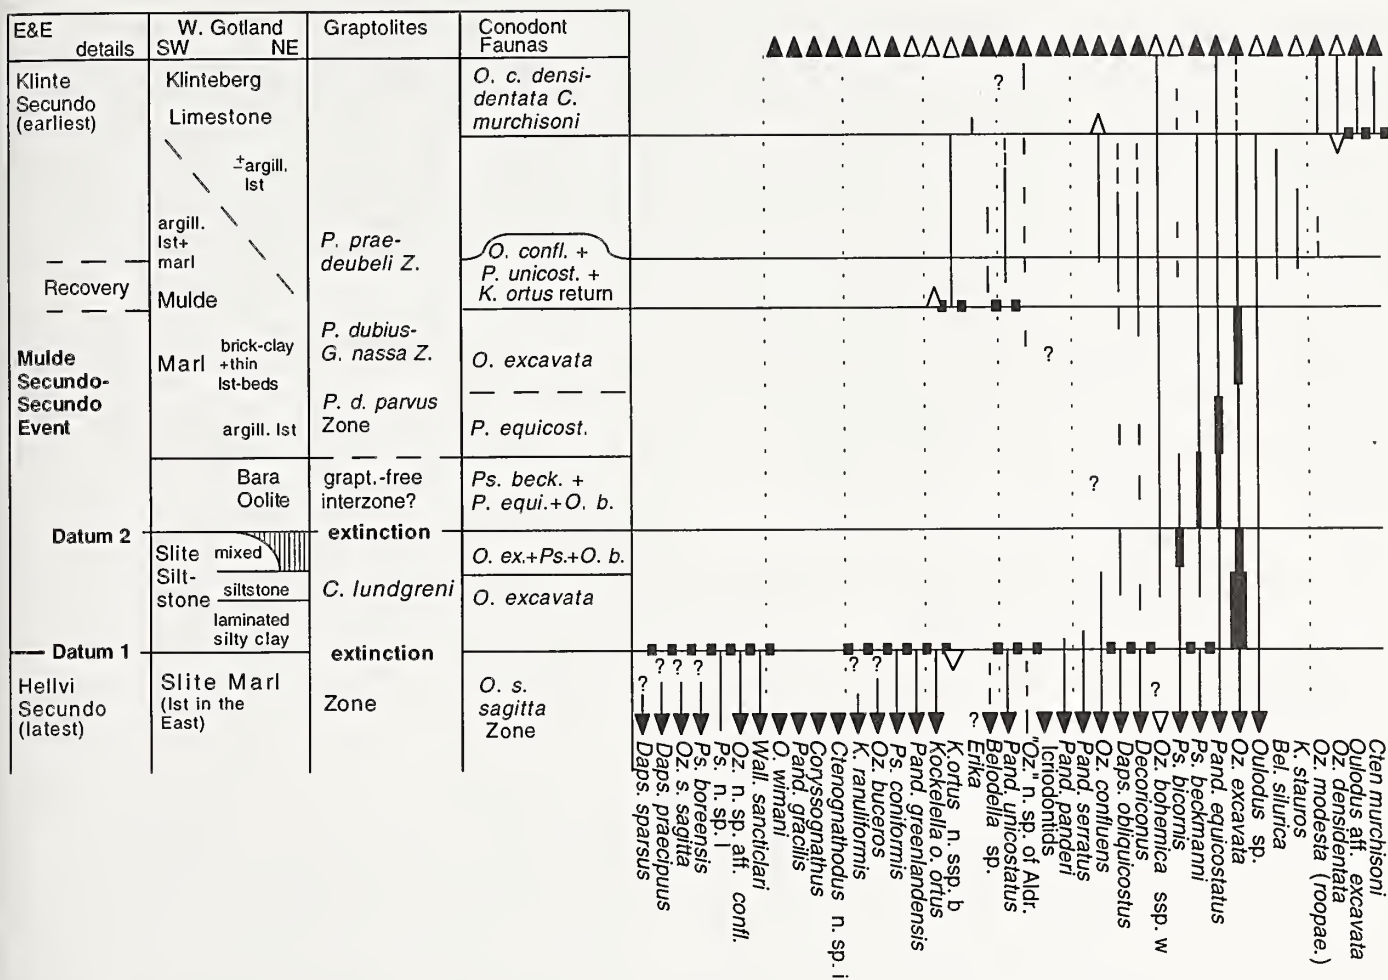 E&E
details
W. Gotland
SW NE
Graptolites
Conodont
Faunas
Klinte
Secundo
(earliest)
Klinteberg
Limestone
±argill.
lst
argill.
lst+
marl
Mulde
O. c. densi-
dentata C.
murchisoni
P. prae-
deubeli Z.
O. confl. +
P. unicost. +
K. ortus return
Recovery
Mulde
Secundo-
Secundo
Event
Marl
brick-clay
+thin
lst-beds
argill. lst
P. dubius-
G. nassa Z.
P. d. parvus
Zone
O. excavata
P. equicost.
Bara
Oolite
grapt.-free
interzone?
Ps. beck. +
P. equi.+O. b.
Datum 2
extinction
Slite
Silt-
stone
mixed
siltstone
laminated
silty clay
C. lundgreni
O. ex.+Ps.+O. b.
O. excavata
Datum 1
extinction
Hellvi
Secundo
(latest)
Slite Marl
(lst in the
East)
Zone
O. s.
sagitta
Zone
?
?
?
?
?
?
?
?
?
?
?
?
Daps. sparsus
Daps. praecipuus
Oz. s. sagitta
Ps. boreensis
Ps. n. sp. l
Oz. n. sp. aff. confl.
Wall. sancticlari
O. wimani
Pand. gracilis
Coryssognathus
Ctenognathodus n. sp. i
K. ranuliformis
Oz. buceros
Ps. coniformis
Pand. greenlandensis
Kockelella o. ortus
K.ortus n. ssp. b
Erika
Belodella sp.
Pand. unicostatus
"Oz." n. sp. of Aldr.
Icriodontids
Pand. panderi
Pand. serratus
Oz. confluens
Daps. obliquicostus
Decoriconus
Oz. bohemica ssp. w
Ps. bicornis
Ps. beckmanni
Pand. equicostatus
Oz. excavata
Oulodus sp.
Bel. silurica
K. stauros
Oz. modesta (roopae.)
Oz. densidentata
Oulodus aff. excavata
Cten murchisoni